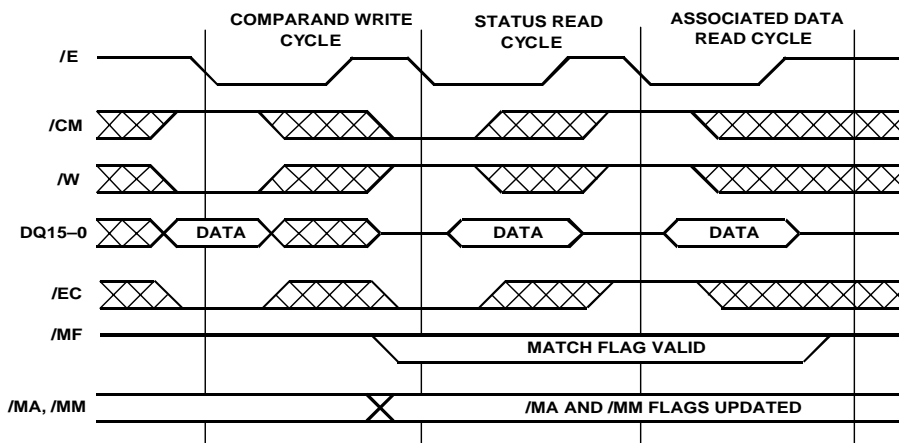 COMPARAND WRITE
CYCLE
STATUS READ
CYCLE
ASSOCIATED DATA
READ CYCLE
/E
/CM
/W
DQ15–0
DATA
DATA
DATA
/EC
/MF
MATCH FLAG VALID
/MA, /MM
/MA AND /MM FLAGS UPDATED